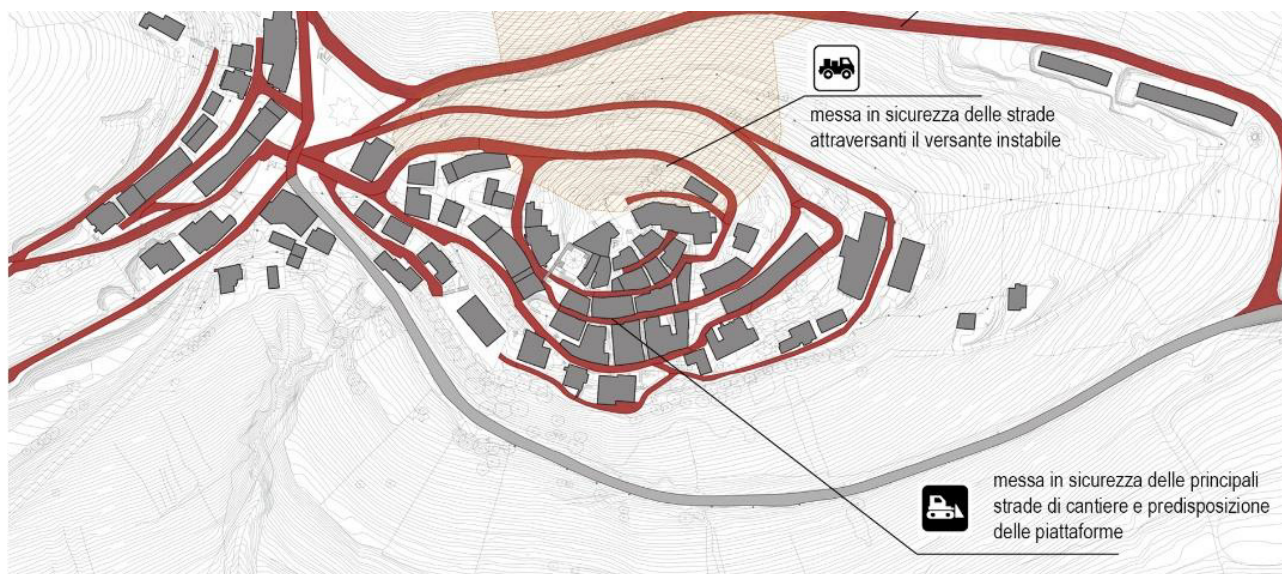 messa in sicurezza delle strade
attraversanti il versante instabile
messa in sicurezza delle principali
strade di cantiere e predisposizione
delle piattaforme